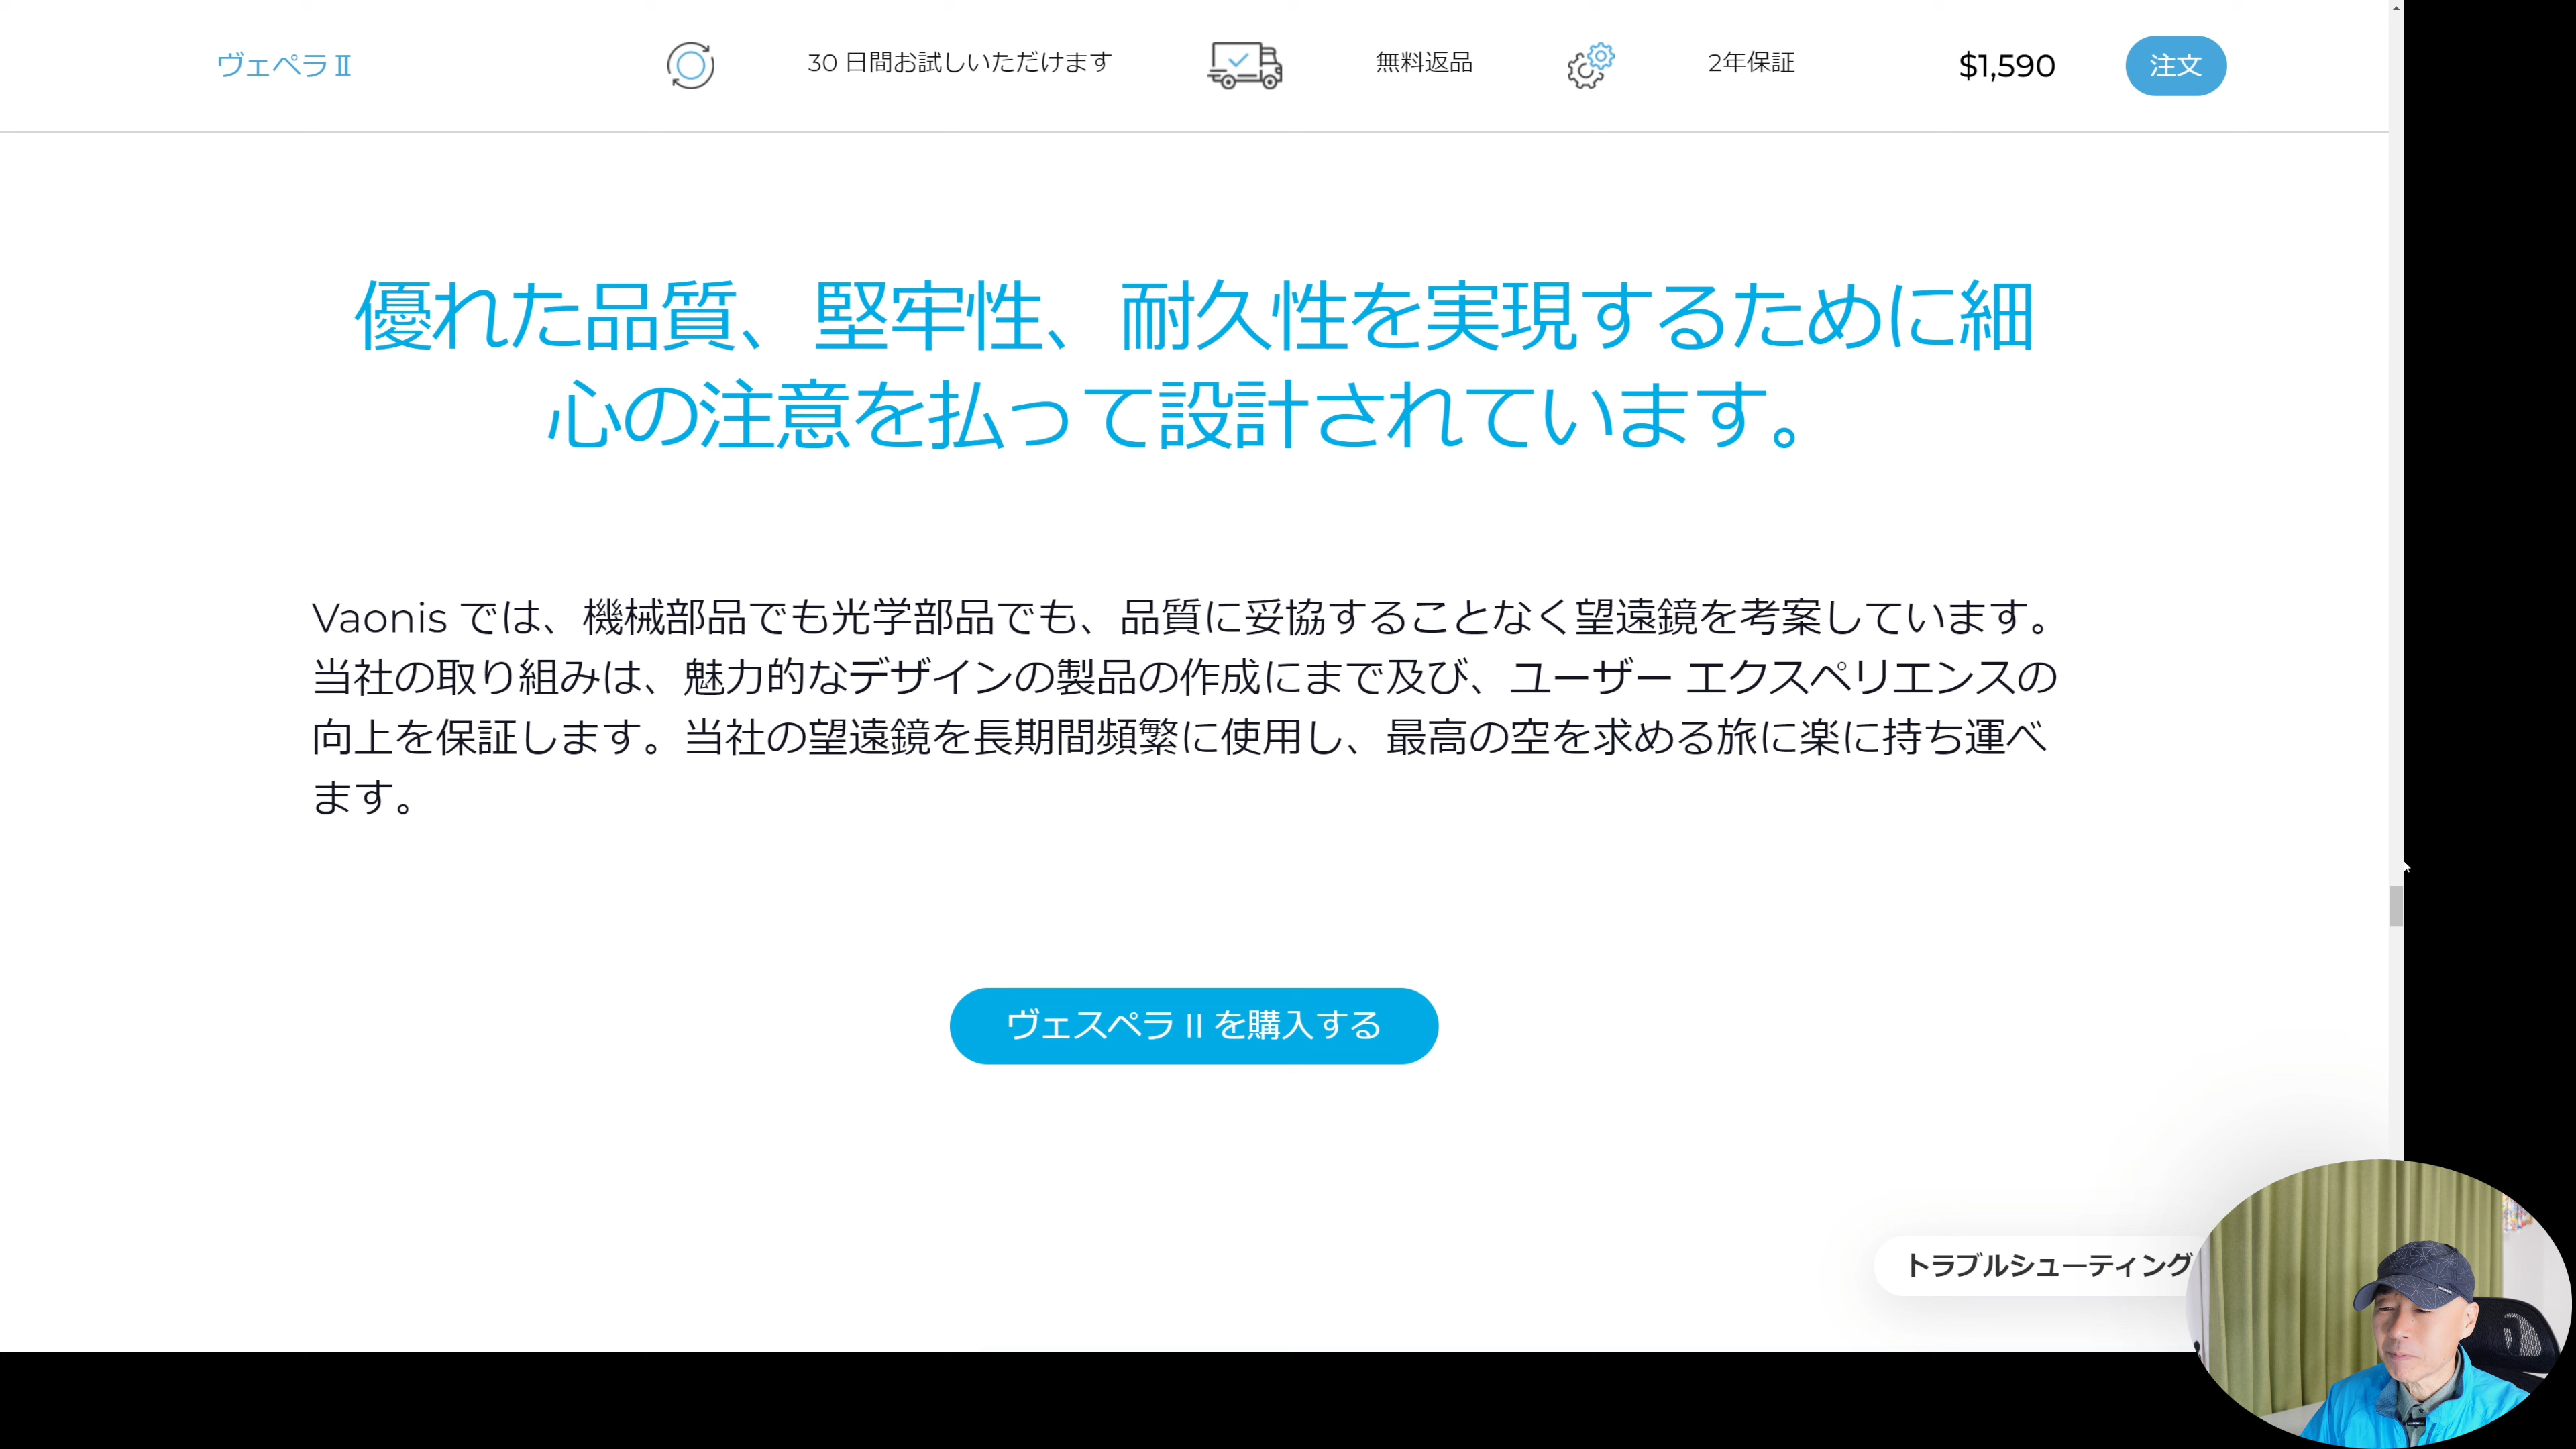 ヴェペラ II
30 日間お試しいただけます
無料返品
2年保証
$1,590
注文
優れた品質、堅牢性、耐久性を実現するために細
心の注意を払って設計されています。
Vaonis では、機械部品でも光学部品でも、品質に妥協することなく望遠鏡を考案しています。
当社の取り組みは、魅力的なデザインの製品の作成にまで及び、ユーザー エクスペリエンスの
向上を保証します。当社の望遠鏡を長期間頻繁に使用し、最高の空を求める旅に楽に持ち運べ
ます。
ヴェスペラ II を購入する
トラブルシューティング